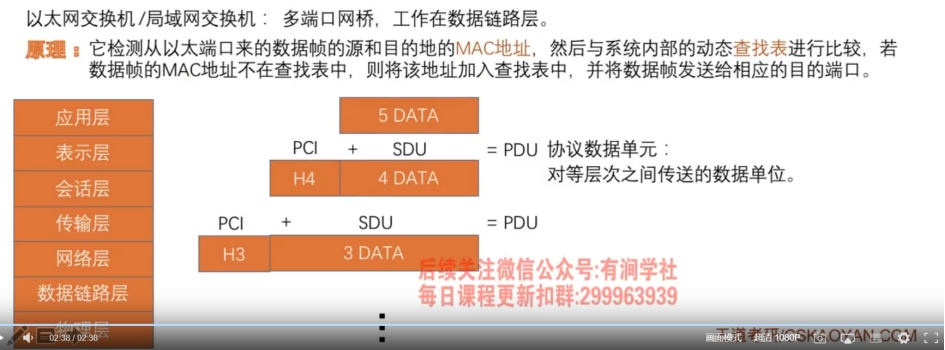 以太网交换机/局域网交换机： 多端口网桥，工作在数据链路层。
原理：它检测从以太端口来的数据帧的源和目的地的MAC地址，然后与系统内部的动态查找表进行比较，若
数据帧的MAC地址不在查找表中，则将该地址加入查找表中，并将数据帧发送给相应的目的端口。
应用层
5 DATA
表示层
PCI + SDU = PDU 协议数据单元：
对等层次之间传送的数据单位。
H4 4 DATA
会话层
传输层
PCI + SDU = PDU
网络层
H3 3 DATA
后续关注微信公众号:有涧学社
数据链路层
每日课程更新扣群:299963939
物理层
王道考研/CSKAOYAN.COM
02:38 / 02:38
画面模式 超清 1080P